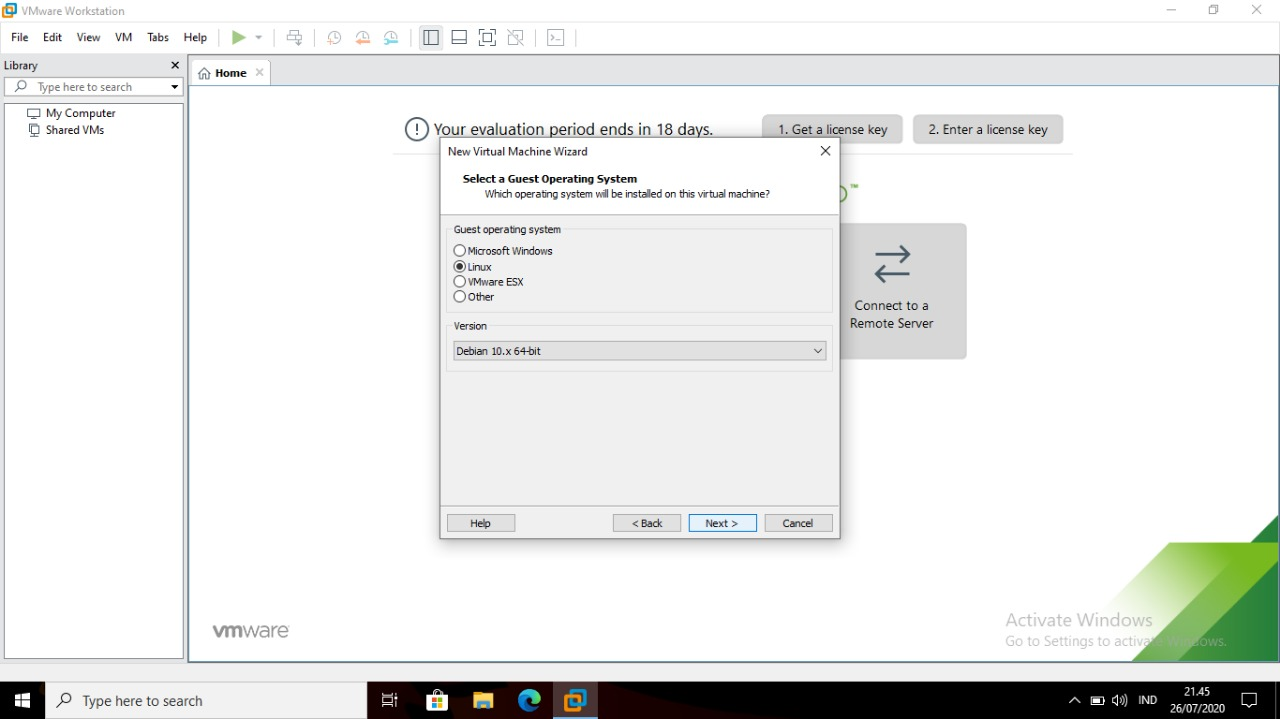 VMware Workstation
File Edit View VM Tabs Help
Library
Type here to search
My Computer
Shared VMs
Home
Your evaluation period ends in 18 days.
1. Get a license key
2. Enter a license key
™
New Virtual Machine Wizard
Select a Guest Operating System
Which operating system will be installed on this virtual machine?
Guest operating system
Microsoft Windows
Linux
VMware ESX
Other
Version
Debian 10.x 64-bit
Help
< Back
Next >
Cancel
Connect to a
Remote Server
vmware
Activate Windows
Go to Settings to activate Windows.
Type here to search
IND
21.45
26/07/2020